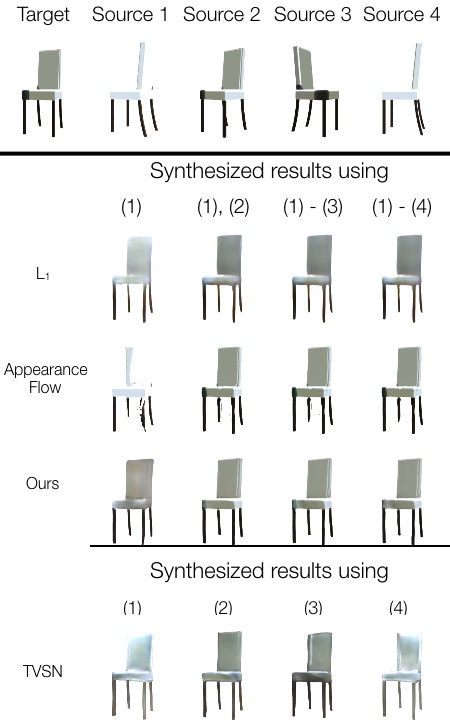 Target Source 1 Source 2 Source 3 Source 4
Synthesized results using
(1) (1), (2) (1) - (3) (1) - (4)
L₁
Appearance
Flow
Ours
Synthesized results using
(1) (2) (3) (4)
TVSN